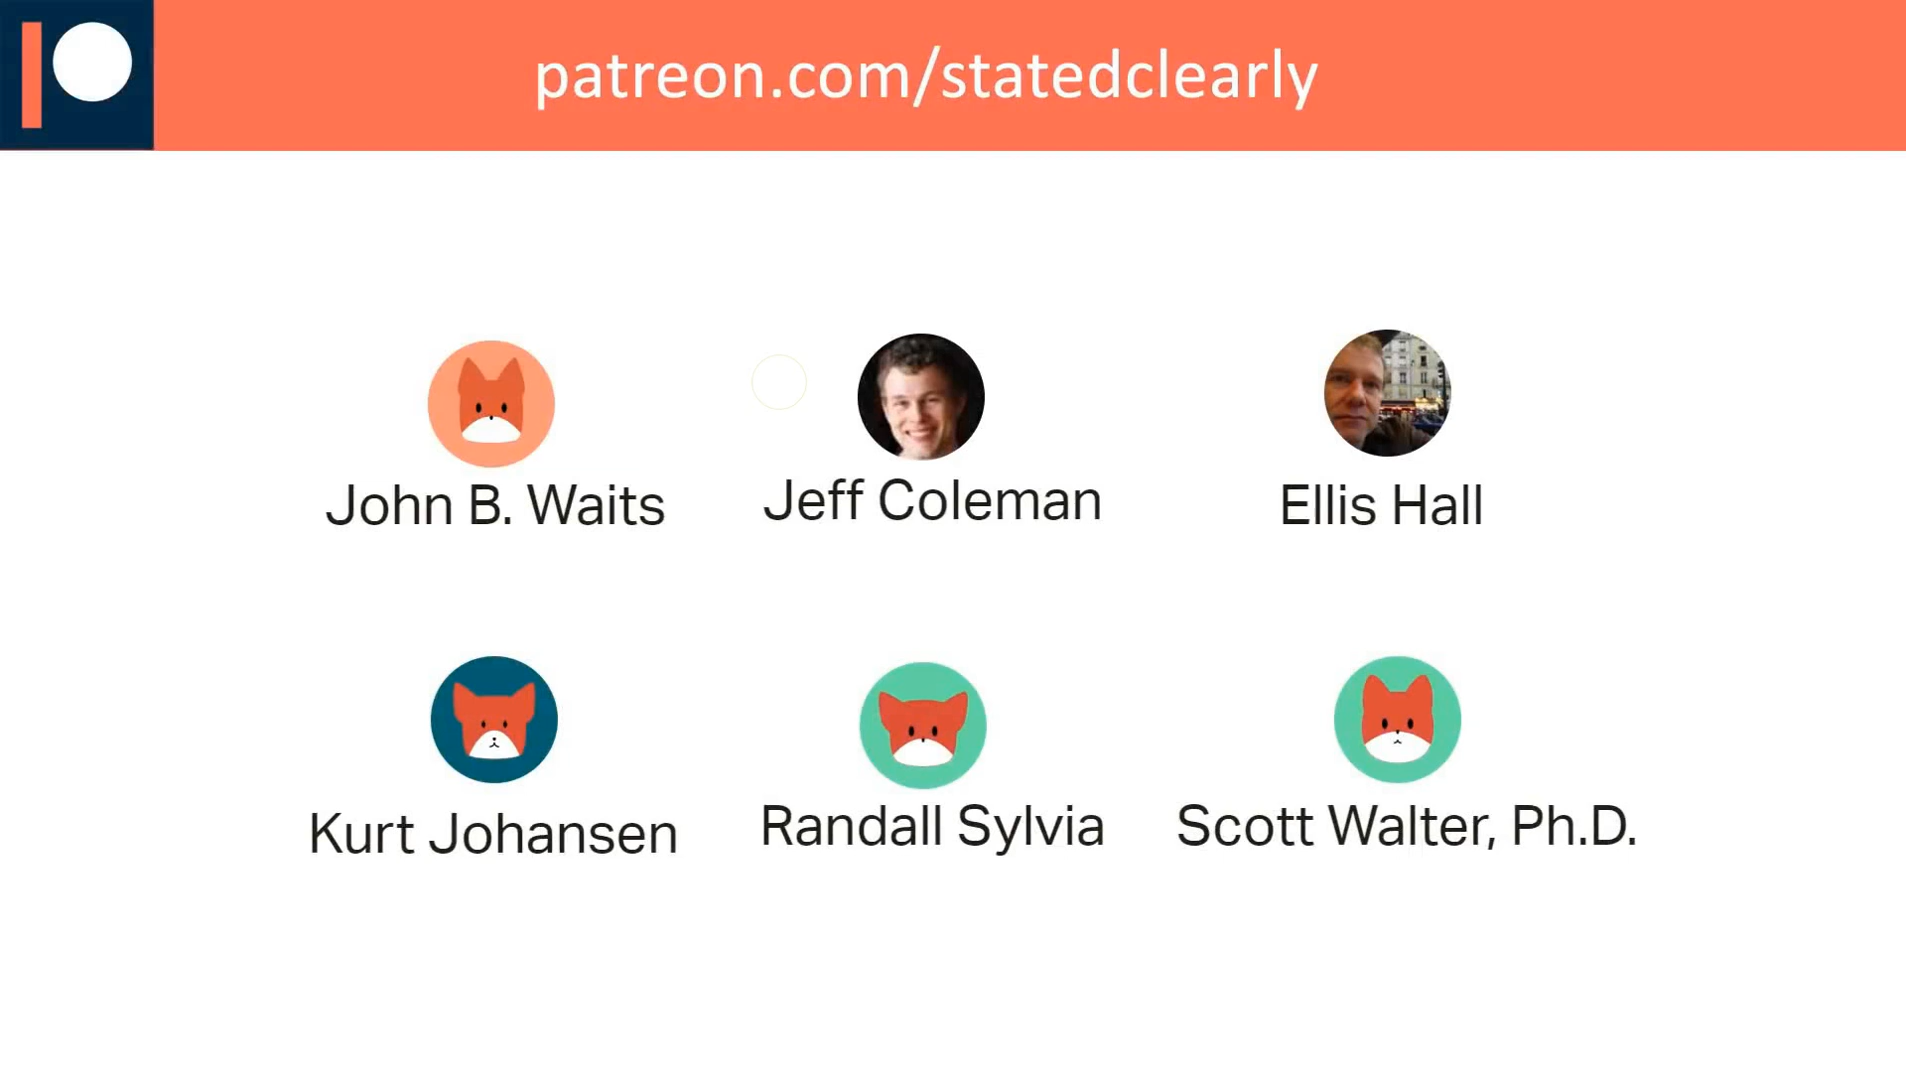 patreon.com/statedclearly
John B. Waits
Jeff Coleman
Ellis Hall
Kurt Johansen
Randall Sylvia
Scott Walter, Ph.D.